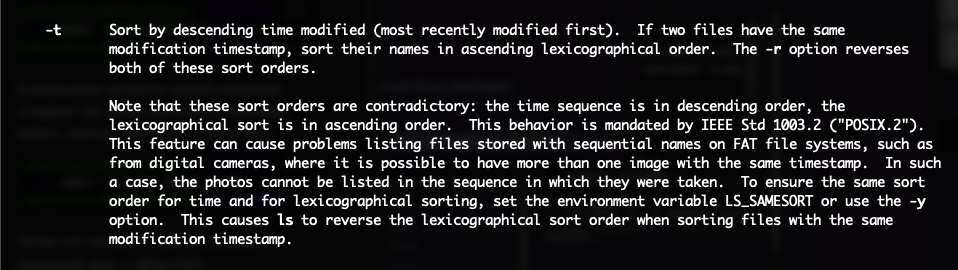 -t      Sort by descending time modified (most recently modified first).  If two files have the same
modification timestamp, sort their names in ascending lexicographical order.  The -r option reverses
both of these sort orders.

Note that these sort orders are contradictory: the time sequence is in descending order, the
lexicographical sort is in ascending order.  This behavior is mandated by IEEE Std 1003.2 ("POSIX.2").
This feature can cause problems listing files stored with sequential names on FAT file systems, such as
from digital cameras, where it is possible to have more than one image with the same timestamp.  In such
a case, the photos cannot be listed in the sequence in which they were taken.  To ensure the same sort
order for time and for lexicographical sorting, set the environment variable LS_SAMESORT or use the -y
option.  This causes ls to reverse the lexicographical sort order when sorting files with the same
modification timestamp.